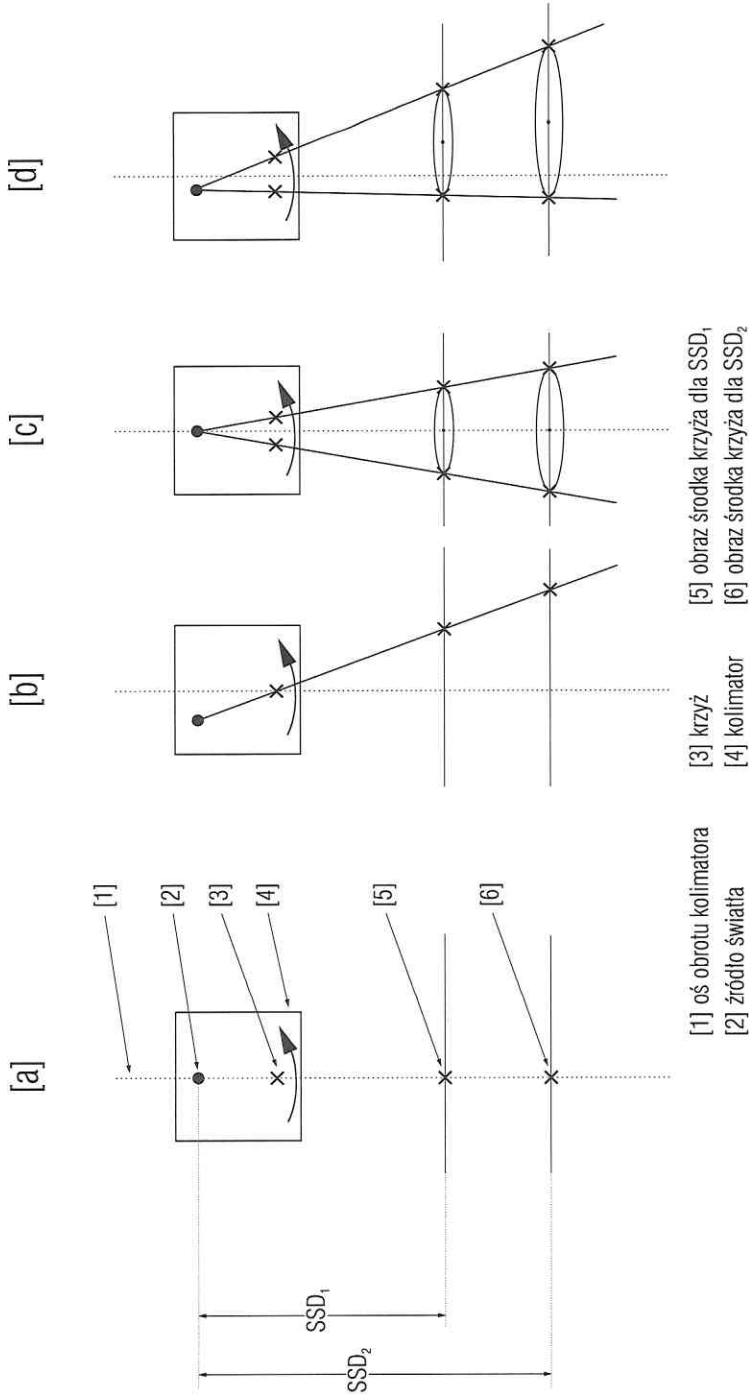 [a]
[b]
[c]
[d]
[1]
[2]
[3]
[4]
[5]
[6]
SSD₁
SSD₂
[1] oś obrotu kolimatora
[2] źródło światła
[3] krzyż
[4] kolimator
[5] obraz środka krzyża dla SSD₁
[6] obraz środka krzyża dla SSD₂